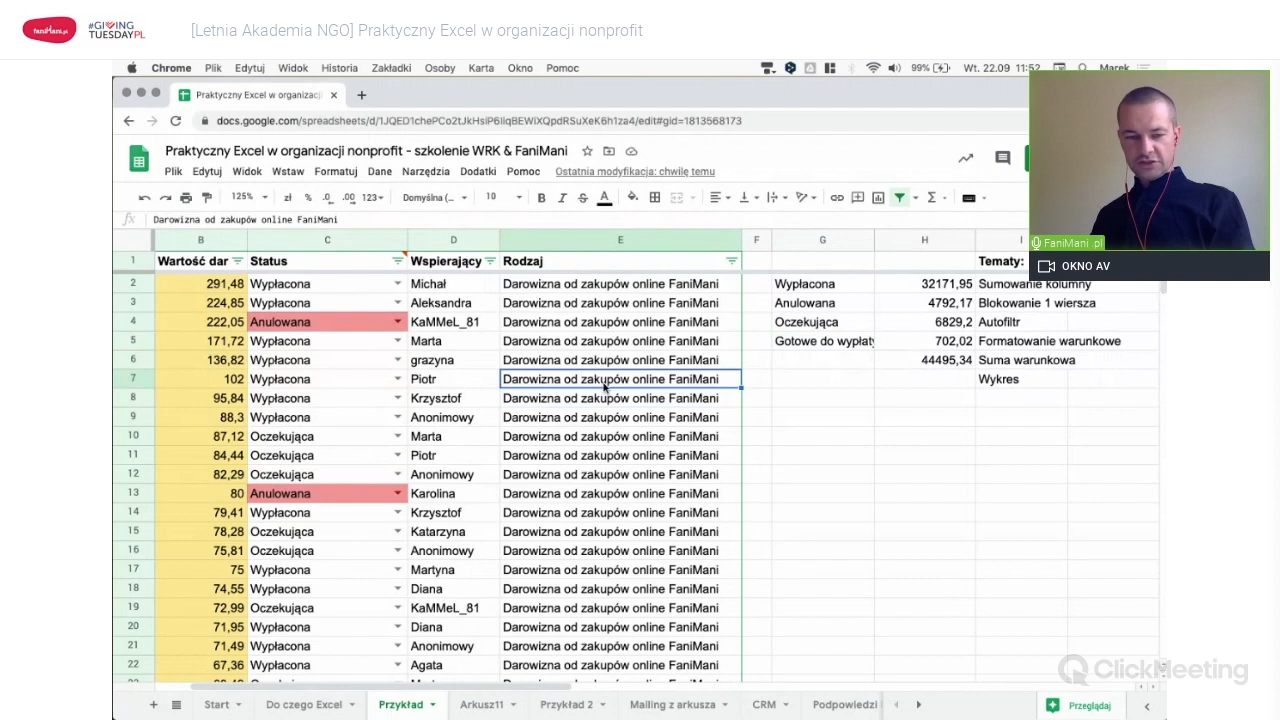 faniMani.pl #GIVING TUESDAYPL [Letnia Akademia NGO] Praktyczny Excel w organizacji nonprofit
Chrome Plik Edytuj Widok Historia Zakładki Osoby Karta Okno Pomoc 99% Wt. 22.09 11:52 Marek
Praktyczny Excel w organizacj
docs.google.com/spreadsheets/d/1JQED1chePCo2tJkHsiP6IiqBEWiXQpdRSuXeK6h1za4/edit#gid=1813568173
Praktyczny Excel w organizacji nonprofit - szkolenie WRK & FaniMani
Plik Edytuj Widok Wstaw Formatuj Dane Narzędzia Dodatki Pomoc Ostatnia modyfikacja: chwilę temu
125% zł % .0 .00 123 Domyślna (... 10 B I S A
fx Darowizna od zakupów online FaniMani
FaniMani .pl
OKNO AV
B C D E F G H I
1 Wartość dar Status Wspierający Rodzaj Tematy:
2 291,48 Wypłacona Michał Darowizna od zakupów online FaniMani Wypłacona 32171,95 Sumowanie kolumny
3 224,85 Wypłacona Aleksandra Darowizna od zakupów online FaniMani Anulowana 4792,17 Blokowanie 1 wiersza
4 222,05 Anulowana KaMMeL_81 Darowizna od zakupów online FaniMani Oczekująca 6829,2 Autofiltr
5 171,72 Wypłacona Marta Darowizna od zakupów online FaniMani Gotowe do wypłaty 702,02 Formatowanie warunkowe
6 136,82 Wypłacona grazyna Darowizna od zakupów online FaniMani 44495,34 Suma warunkowa
7 102 Wypłacona Piotr Darowizna od zakupów online FaniMani Wykres
8 95,84 Wypłacona Krzysztof Darowizna od zakupów online FaniMani
9 88,3 Wypłacona Anonimowy Darowizna od zakupów online FaniMani
10 87,12 Oczekująca Marta Darowizna od zakupów online FaniMani
11 84,44 Oczekująca Piotr Darowizna od zakupów online FaniMani
12 82,29 Oczekująca Anonimowy Darowizna od zakupów online FaniMani
13 80 Anulowana Karolina Darowizna od zakupów online FaniMani
14 79,41 Wypłacona Krzysztof Darowizna od zakupów online FaniMani
15 78,28 Oczekująca Katarzyna Darowizna od zakupów online FaniMani
16 75,81 Oczekująca Anonimowy Darowizna od zakupów online FaniMani
17 75 Wypłacona Martyna Darowizna od zakupów online FaniMani
18 74,55 Wypłacona Diana Darowizna od zakupów online FaniMani
19 72,99 Oczekująca KaMMeL_81 Darowizna od zakupów online FaniMani
20 71,95 Wypłacona Diana Darowizna od zakupów online FaniMani
21 71,49 Wypłacona Anonimowy Darowizna od zakupów online FaniMani
22 67,36 Wypłacona Agata Darowizna od zakupów online FaniMani
ClickMeeting
Start Do czego Excel Przykład Arkusz11 Przykład 2 Mailing z arkusza CRM Podpowiedzi Przeglądaj